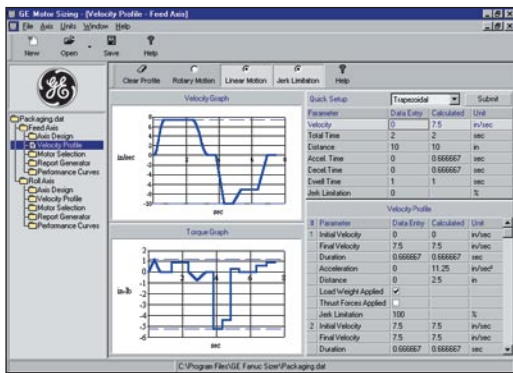 GE Motor Sizing - [Velocity Profile - Feed Axis]
File Axis Units Window Help
New Open Save Help
Clear Profile Rotary Motion Linear Motion Jerk Limitation Help
Packaging.dat
Feed Axis
Axis Design
Velocity Profile
Motor Selection
Report Generator
Performance Curves
Roll Axis
Axis Design
Velocity Profile
Motor Selection
Report Generator
Performance Curves
Velocity Graph
in/sec
sec
Torque Graph
in-lb
sec
Quick Setup Trapezoidal Submit
Parameter Data Entry Calculated Unit
Velocity 0 7.5 in/sec
Total Time 2 2 sec
Distance 10 10 in
Accel. Time 0 0.666667 sec
Decel. Time 0 0.666667 sec
Dwell Time 1 1 sec
Jerk Limitation 0 %
Velocity Profile
# Parameter Data Entry Calculated Unit
1 Initial Velocity 0 0 in/sec
Final Velocity 7.5 7.5 in/sec
Duration 0.666667 0.666667 sec
Acceleration 0 11.25 in/sec²
Distance 0 2.5 in
Load Weight Applied
Thrust Forces Applied
Jerk Limitation 100 %
2 Initial Velocity 7.5 7.5 in/sec
Final Velocity 7.5 7.5 in/sec
Duration 0.666667 0.666667 sec
C:\Program Files\GE Fanuc Sizer\Packaging.dat